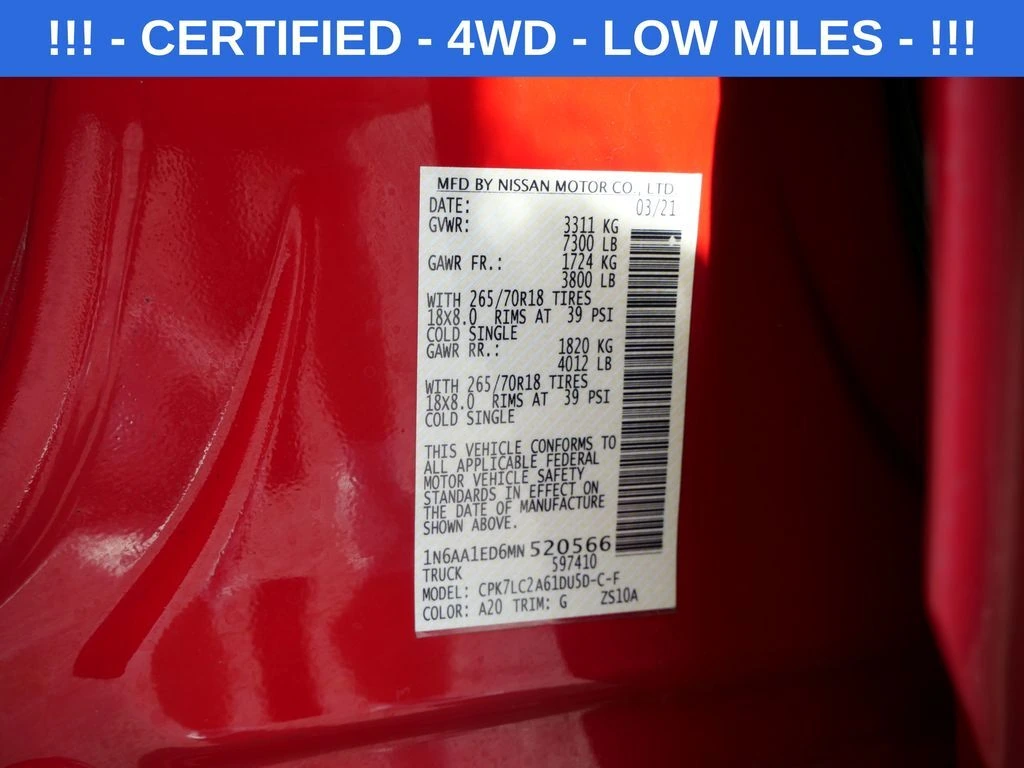 !!! - CERTIFIED - 4WD - LOW MILES - !!!
MFD BY NISSAN MOTOR CO., LTD
DATE: 03/21
GVWR: 3311 KG
7300 LB
GAWR FR.: 1724 KG
3800 LB
WITH 265/70R18 TIRES
18X8.0 RIMS AT 39 PSI
COLD SINGLE
GAWR RR.: 1820 KG
4012 LB
WITH 265/70R18 TIRES
18X8.0 RIMS AT 39 PSI
COLD SINGLE
THIS VEHICLE CONFORMS TO
ALL APPLICABLE FEDERAL
MOTOR VEHICLE SAFETY
STANDARDS IN EFFECT ON
THE DATE OF MANUFACTURE
SHOWN ABOVE.
1N6AA1ED6MN 520566
597410
TRUCK
MODEL: CPK7LC2A61DU5D-C-F
COLOR: A20 TRIM: G ZS10A